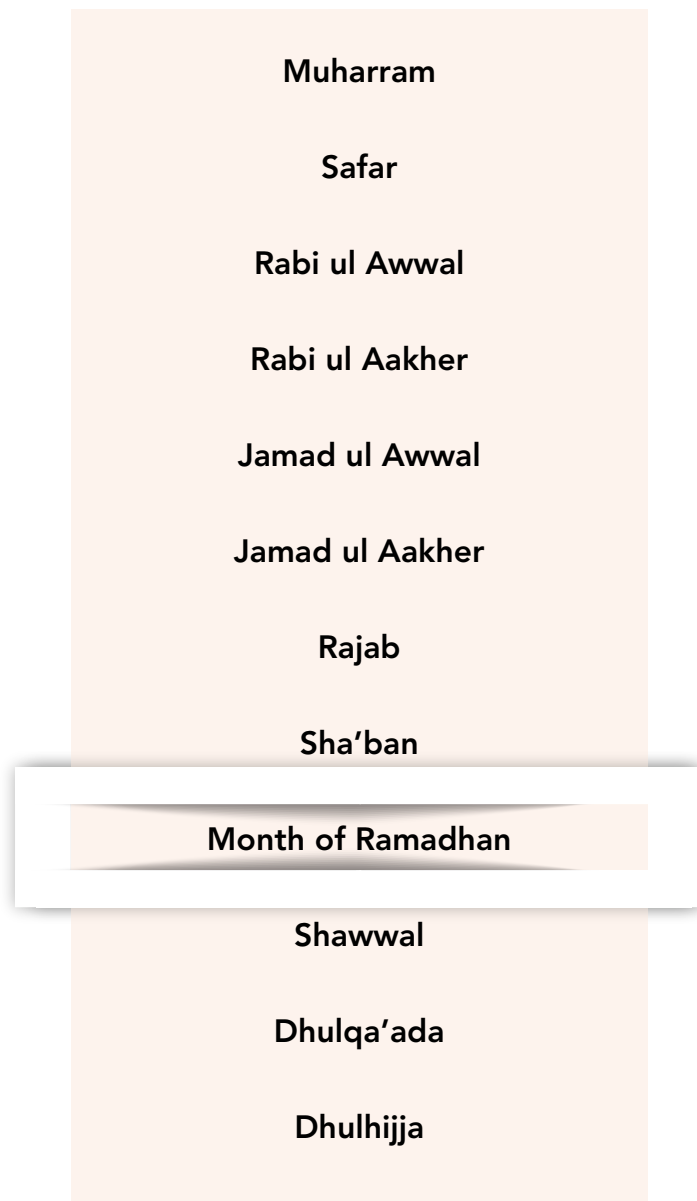 Muharram
Safar
Rabi ul Awwal
Rabi ul Aakher
Jamad ul Awwal
Jamad ul Aakher
Rajab
Sha’ban
Month of Ramadhan
Shawwal
Dhulqa’ada
Dhulhijja